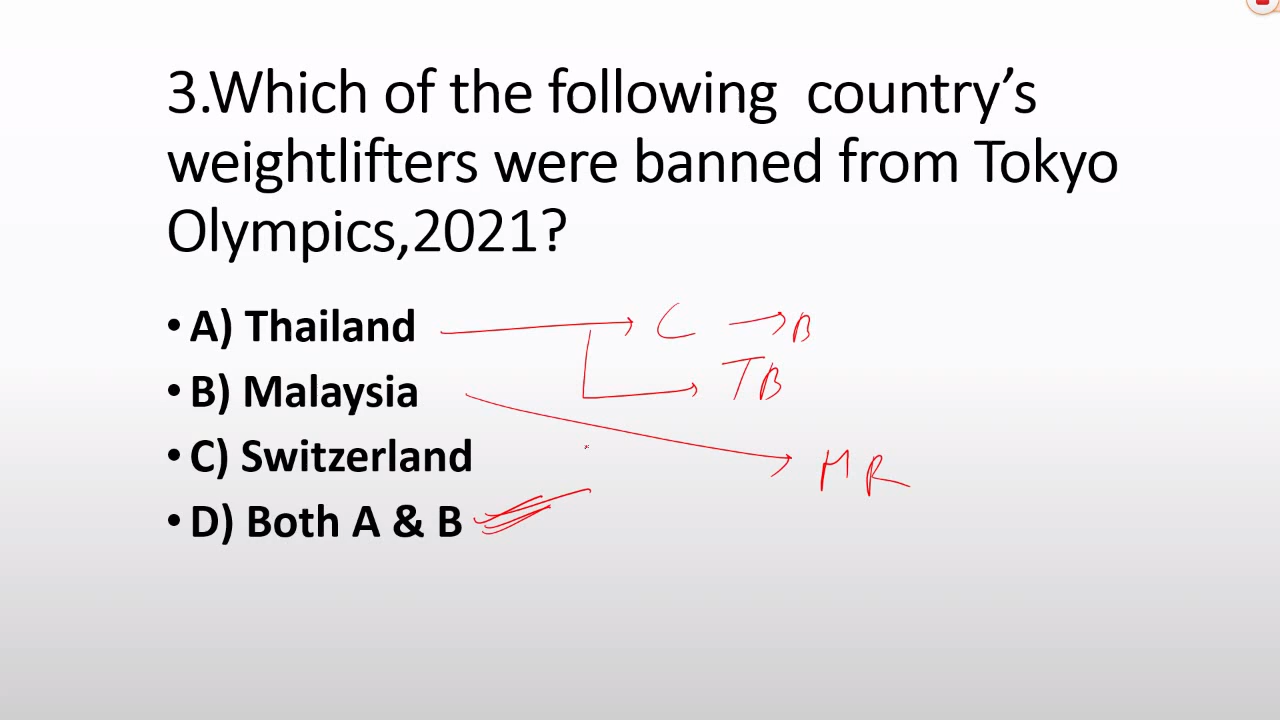 3.Which of the following country's
weightlifters were banned from Tokyo
Olympics,2021?
• A) Thailand
C → B
• B) Malaysia
TB
• C) Switzerland
MR
• D) Both A & B